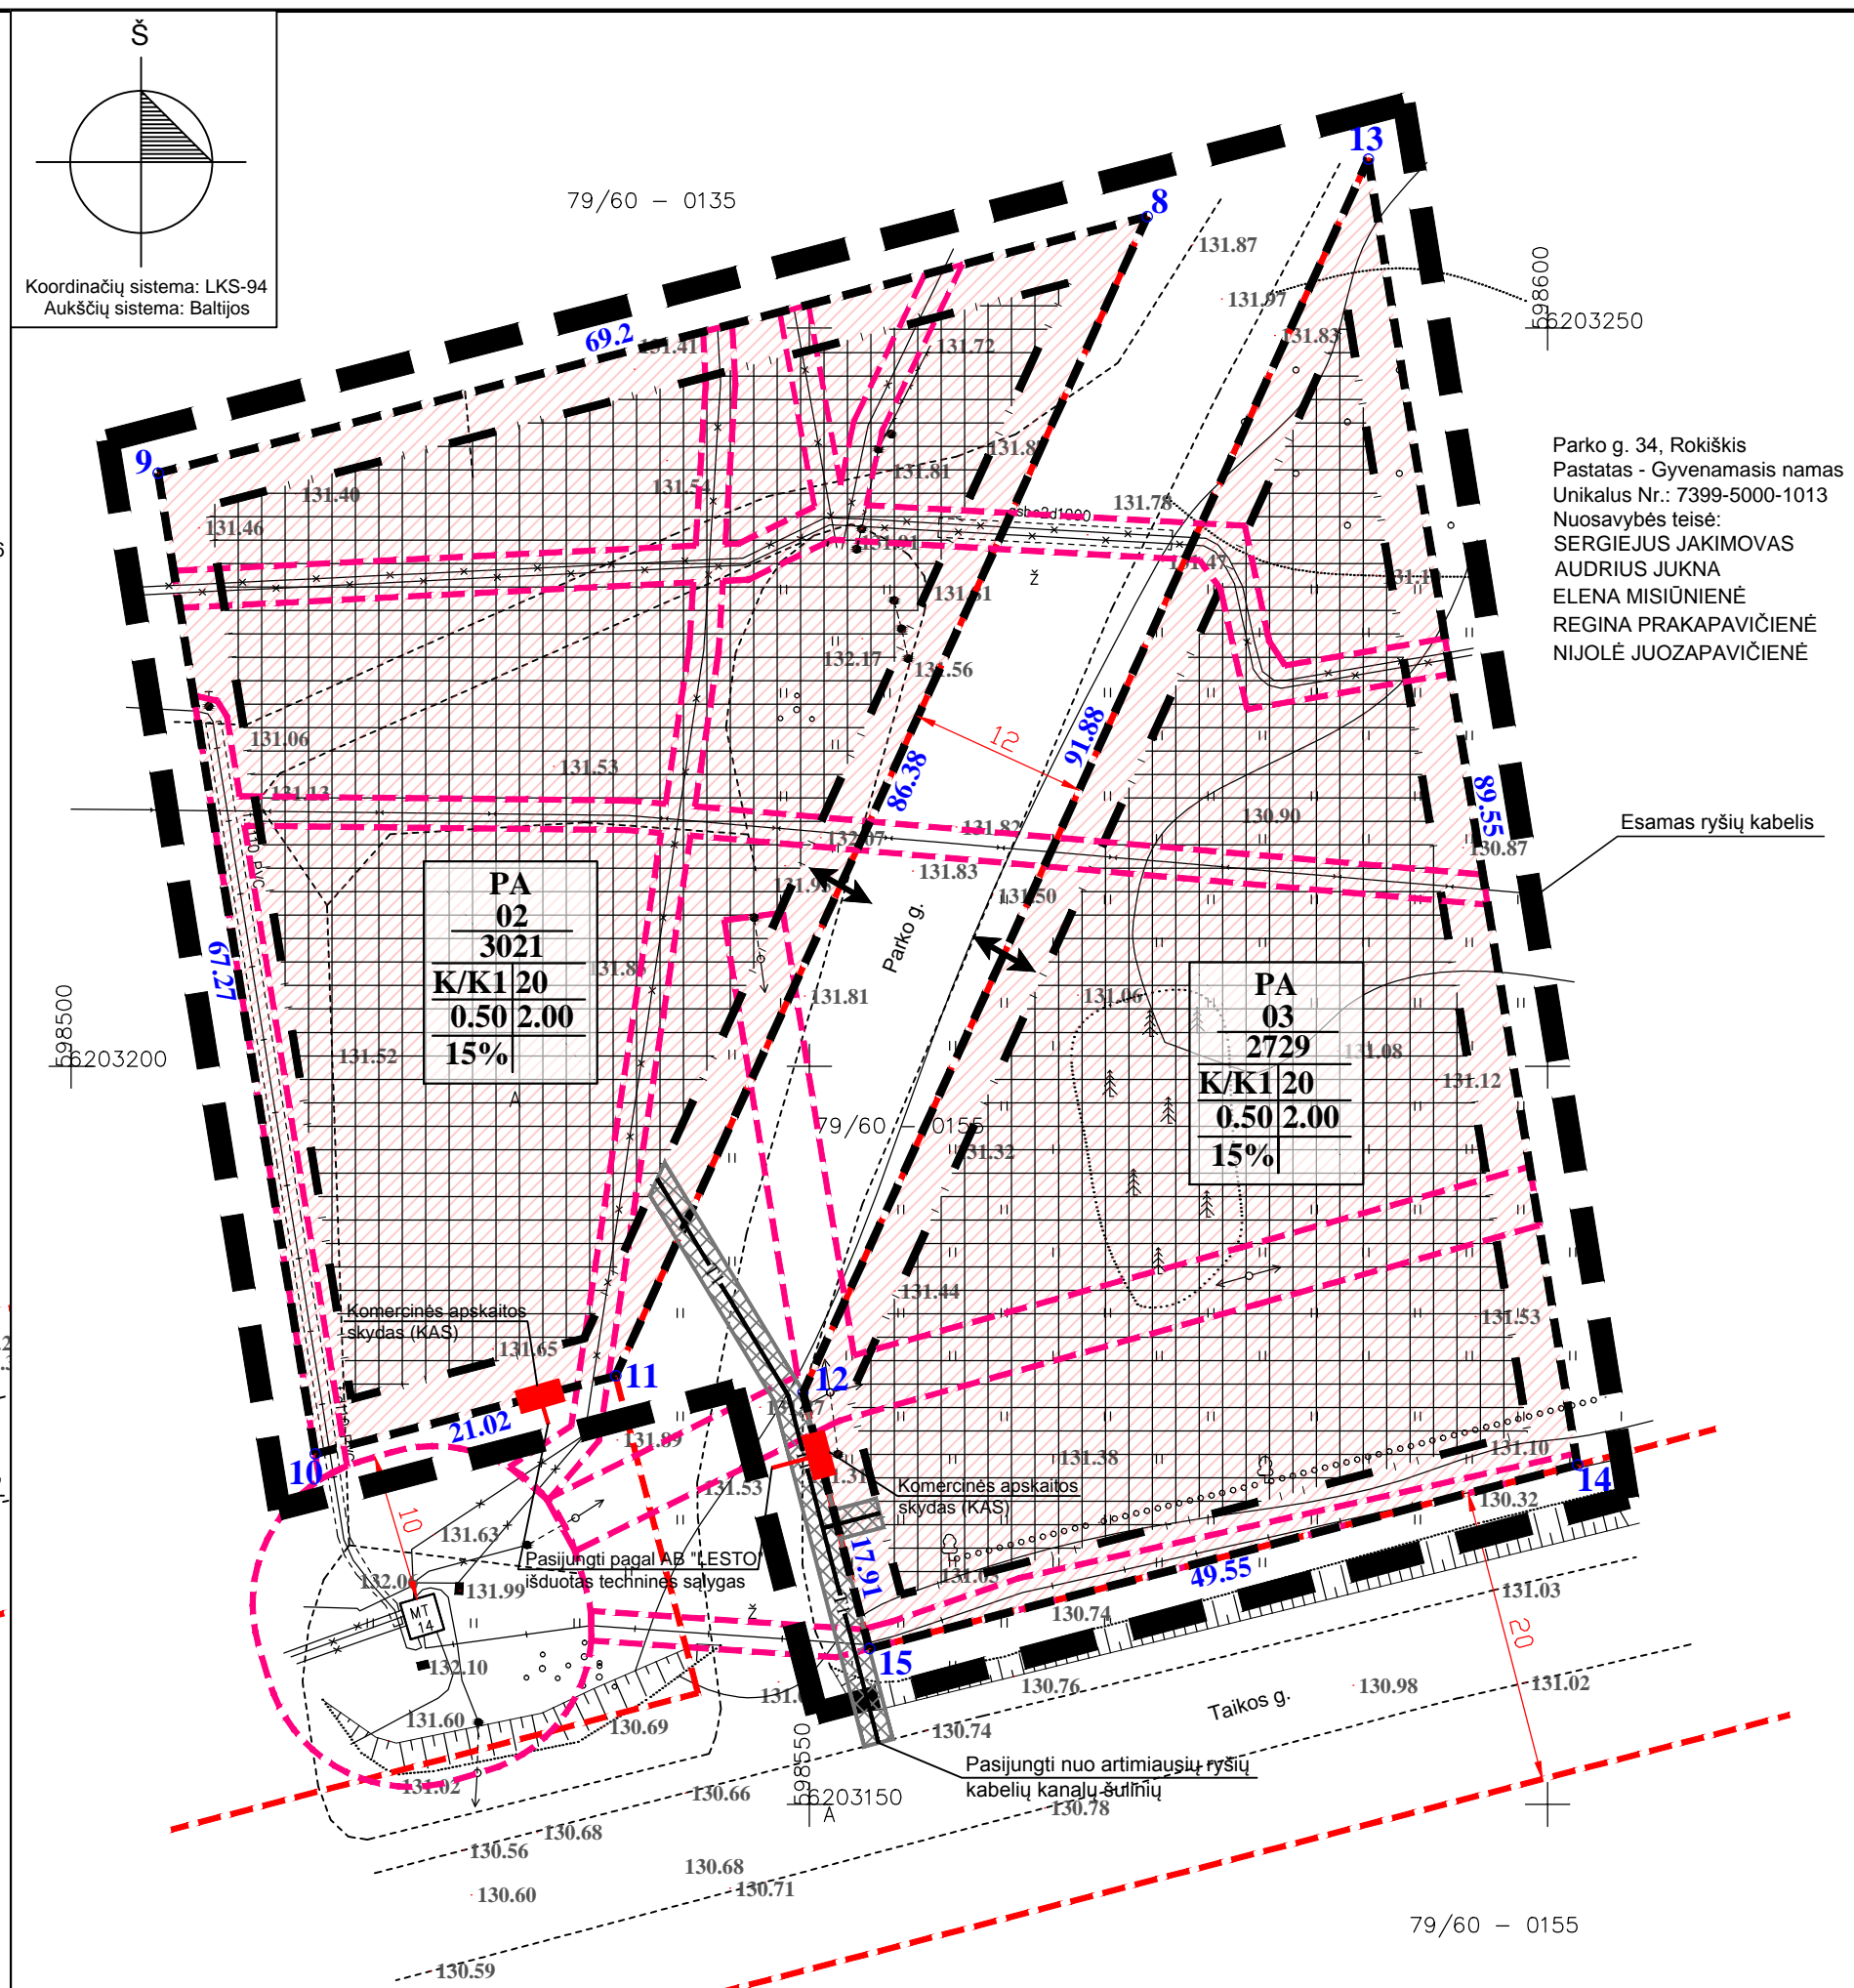 Š
Koordinačių sistema: LKS-94
Aukščių sistema: Baltijos
79/60 – 0135
13
8
131.87
131.97
598600
6203250
69.2
131.41
131.72
131.83
9
131.40
131.54
131.81
131.78
131.46
131.47
Ž
Parko g. 34, Rokiškis
Pastatas - Gyvenamasis namas
Unikalus Nr.: 7399-5000-1013
Nuosavybės teisė:
SERGIEJUS JAKIMOVAS
AUDRIUS JUKNA
ELENA MISIŪNIENĖ
REGINA PRAKAPAVIČIENĖ
NIJOLĖ JUOZAPAVIČIENĖ
132.17
131.56
131.06
131.53
12
91.88
86.38
89.55
131.13
130.90
131.82
132.07
130.87
Esamas ryšių kabelis
131.83
131.50
Parko g.
67.27
PA
02
3021
K/K1 20
0.50 2.00
15%
131.81
131.06
PA
03
2729
K/K1 20
0.50 2.00
15%
598500
6203200
131.52
131.08
131.12
A
79/60 – 0155
131.32
131.44
131.53
Komercinės apskaitos
skydas (KAS)
131.65
11
12
21.02
131.89
10
131.53
131.38
131.10
14
Komercinės apskaitos
skydas (KAS)
130.32
10
131.63
Pasijungti pagal AB "LESTO"
išduotas technines sąlygas
132.06
131.99
17.91
131.05
49.55
131.03
MT
14
Ž
130.74
20
132.10
15
130.76
130.98
131.02
Taikos g.
131.60
130.69
130.74
131.02
598550
6203150
A
Pasijungti nuo artimiausių ryšių
kabelių kanalų šulinių
130.66
130.78
130.68
130.56
130.68
130.60
130.71
79/60 – 0155
130.59